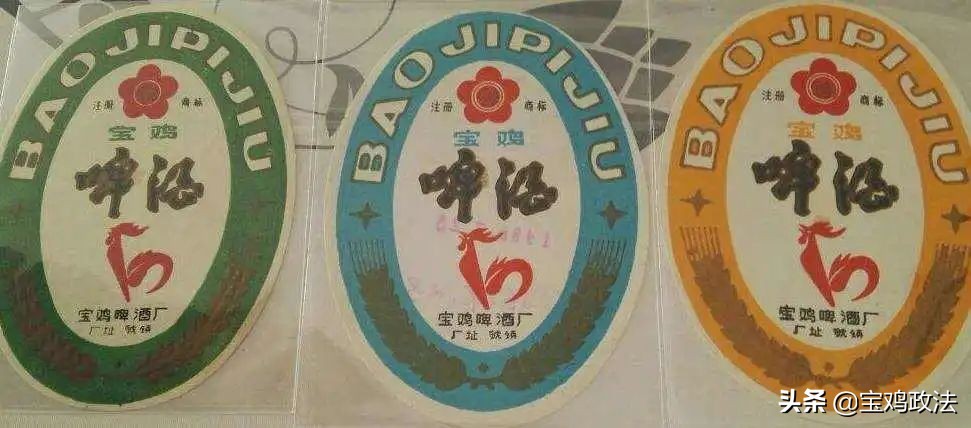 BAOJIPIJIU
注册 商标
宝鸡
啤酒
宝鸡啤酒厂
厂址 虢镇
BAOJIPIJIU
注册 商标
宝鸡
啤酒
宝鸡啤酒厂
厂址 虢镇
BAOJIPIJIU
注册 商标
宝鸡
啤酒
宝鸡啤酒厂
厂址 虢镇
头条 @宝鸡政法